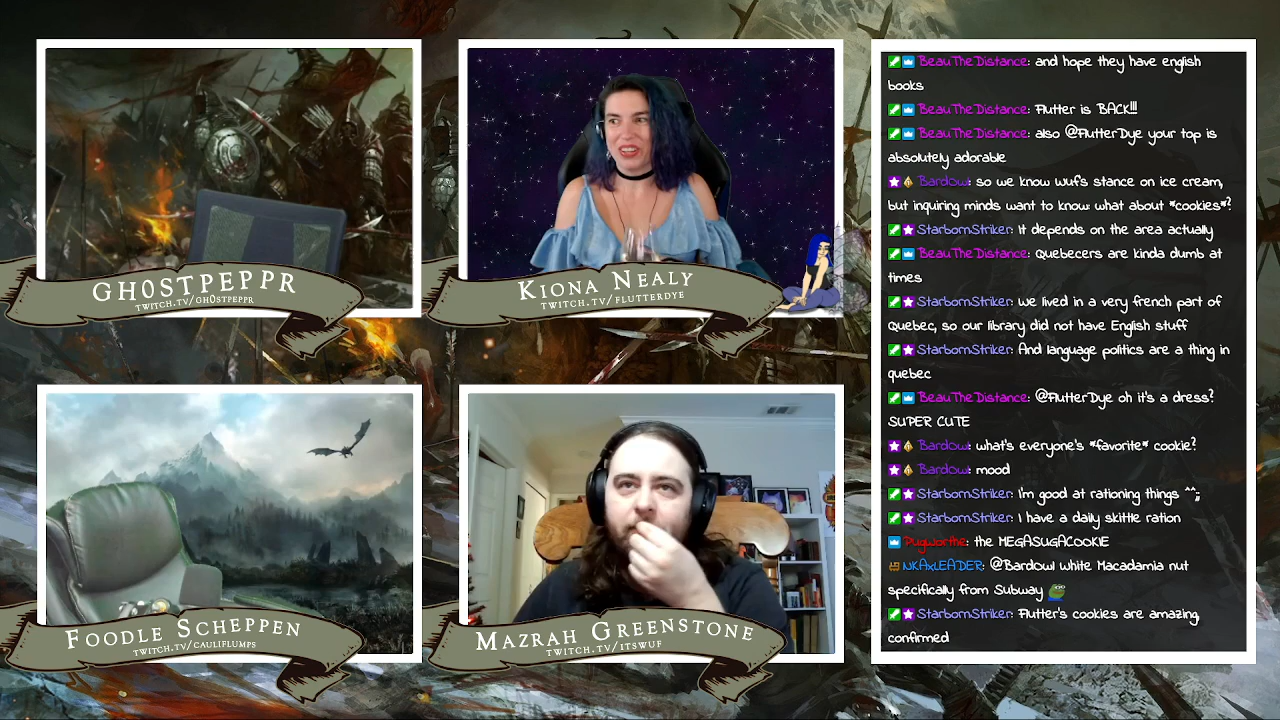 GH0STPEPPR
TWITCH.TV/OH0STPEPPR
KIONA NEALY
TWITCH.TV/FLUTTERDYE
FOODLE SCHEPPEN
TWITCH.TV/CAULIFLUMPS
MAZRAH GREENSTONE
TWITCH.TV/ITSWUF
BeauTheDistance: and hope they have engish
books
BeauTheDistance: Flutter is BACK!!!
BeauTheDistance: also @FlutterDye your top is
absolutely adorable
Bardowl: so we know Wuf's stance on ice cream,
but inquiring minds want to know: what about *cookies*?
StarbornStriker: It depends on the area actually
BeauTheDistance: Quebecers are kinda dumb at
times
StarbornStriker: We lived in a very french part of
Quebec, so our library did not have English stuff
StarbornStriker: And language politics are a thing in
quebec
BeauTheDistance: @FlutterDye oh it's a dress?
SUPER CUTE
Bardowl: what's everyone's *favorite* cookie?
Bardowl: mood
StarbornStriker: I'm good at rationing things ^^;
StarbornStriker: I have a daily skittle ration
Pugworthe: the MEGASUGACOOKIE
NKAxLEADER: @Bardowl white Macadamia nut
specifically from Subway
StarbornStriker: Flutter's cookies are amazing,
confirmed